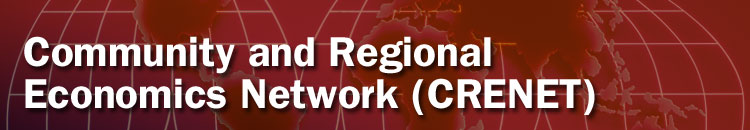 Community and Regional
Economics Network (CRENET)